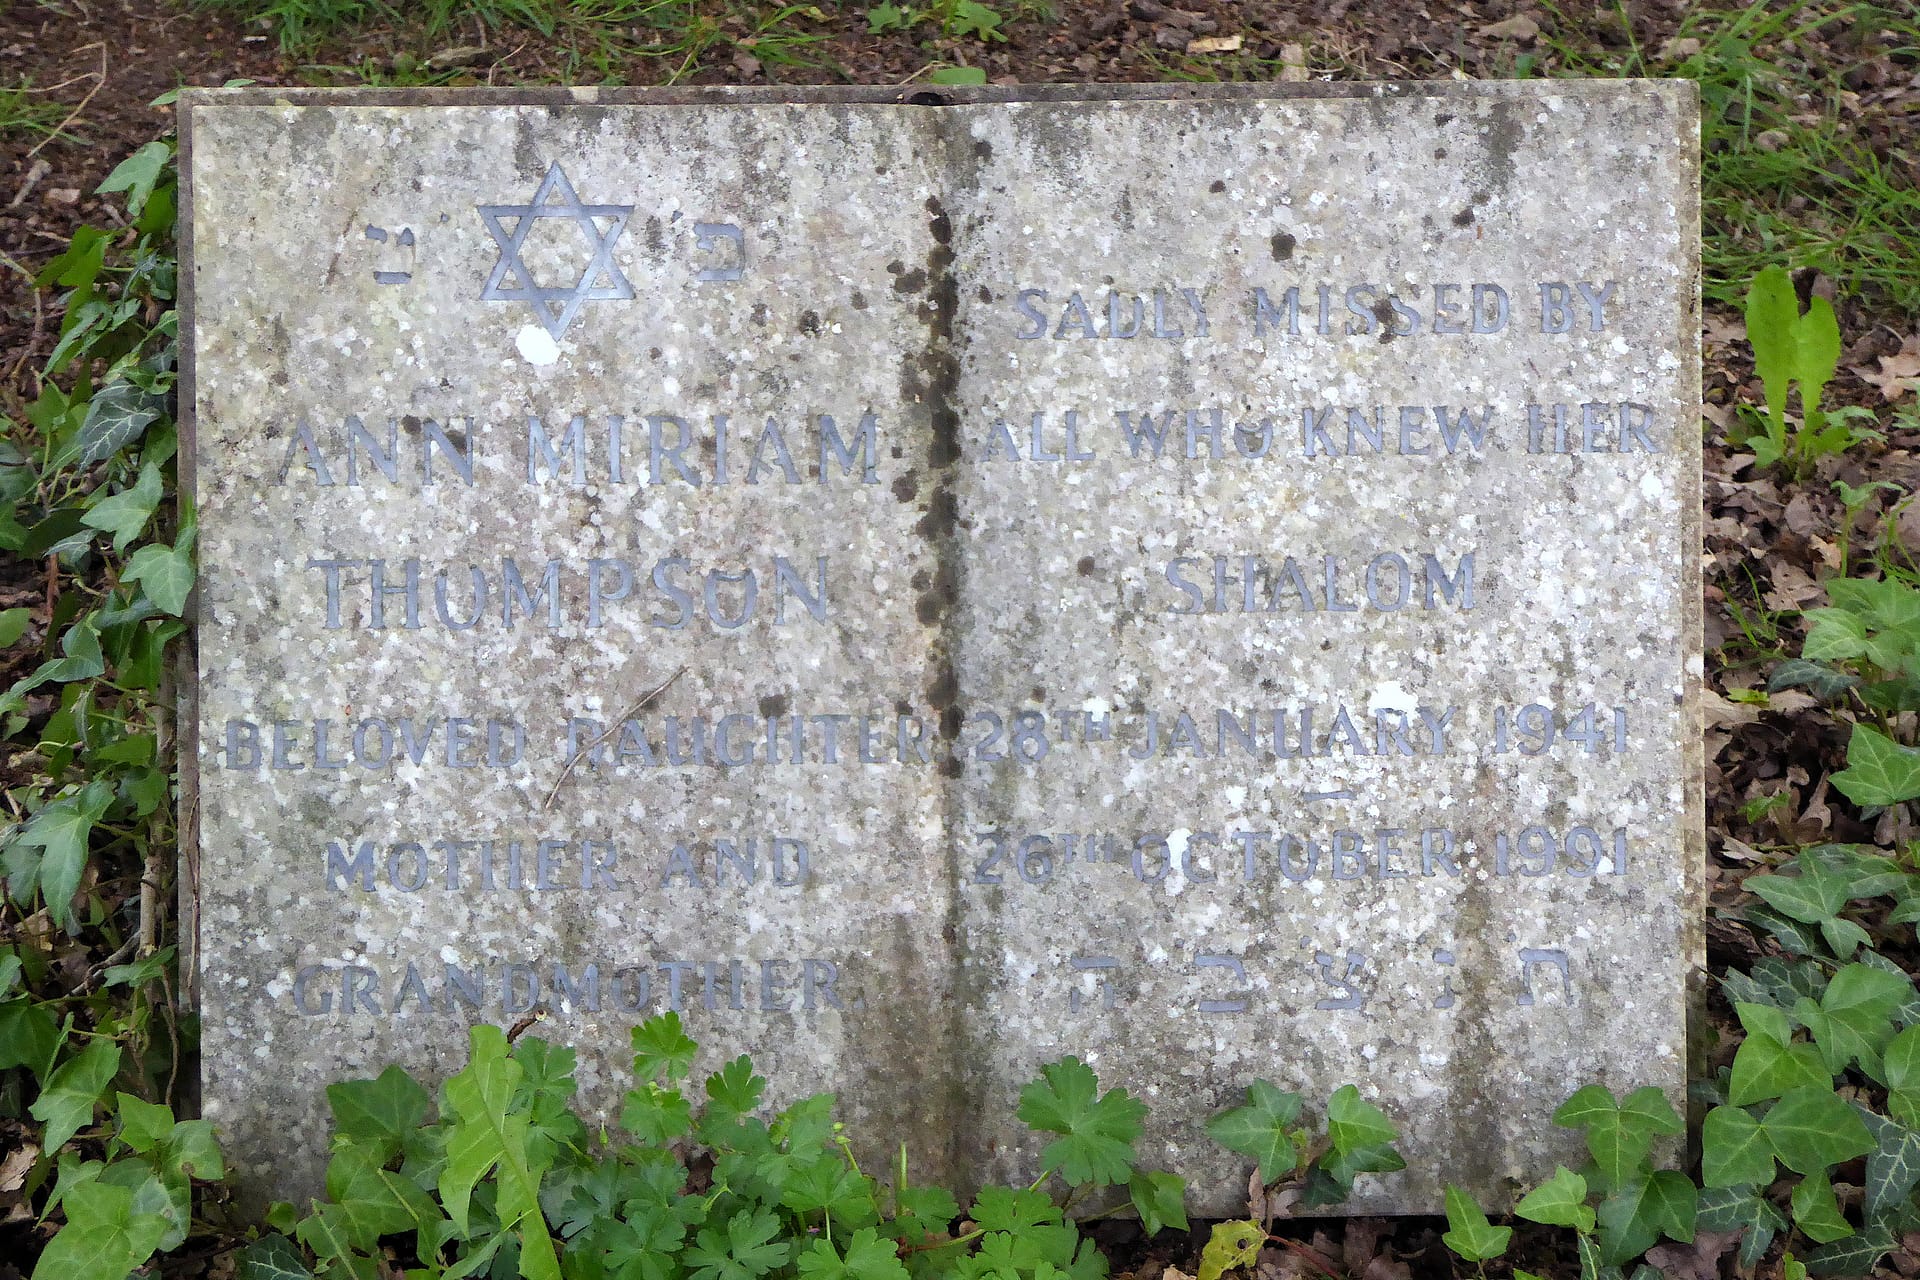 פ נ
ANN MIRIAM
THOMPSON
BELOVED DAUGHTER
MOTHER AND
GRANDMOTHER.
SADLY MISSED BY
ALL WHO KNEW HER
SHALOM
28TH JANUARY 1941
—
26TH OCTOBER 1991
ת נ צ ב ה